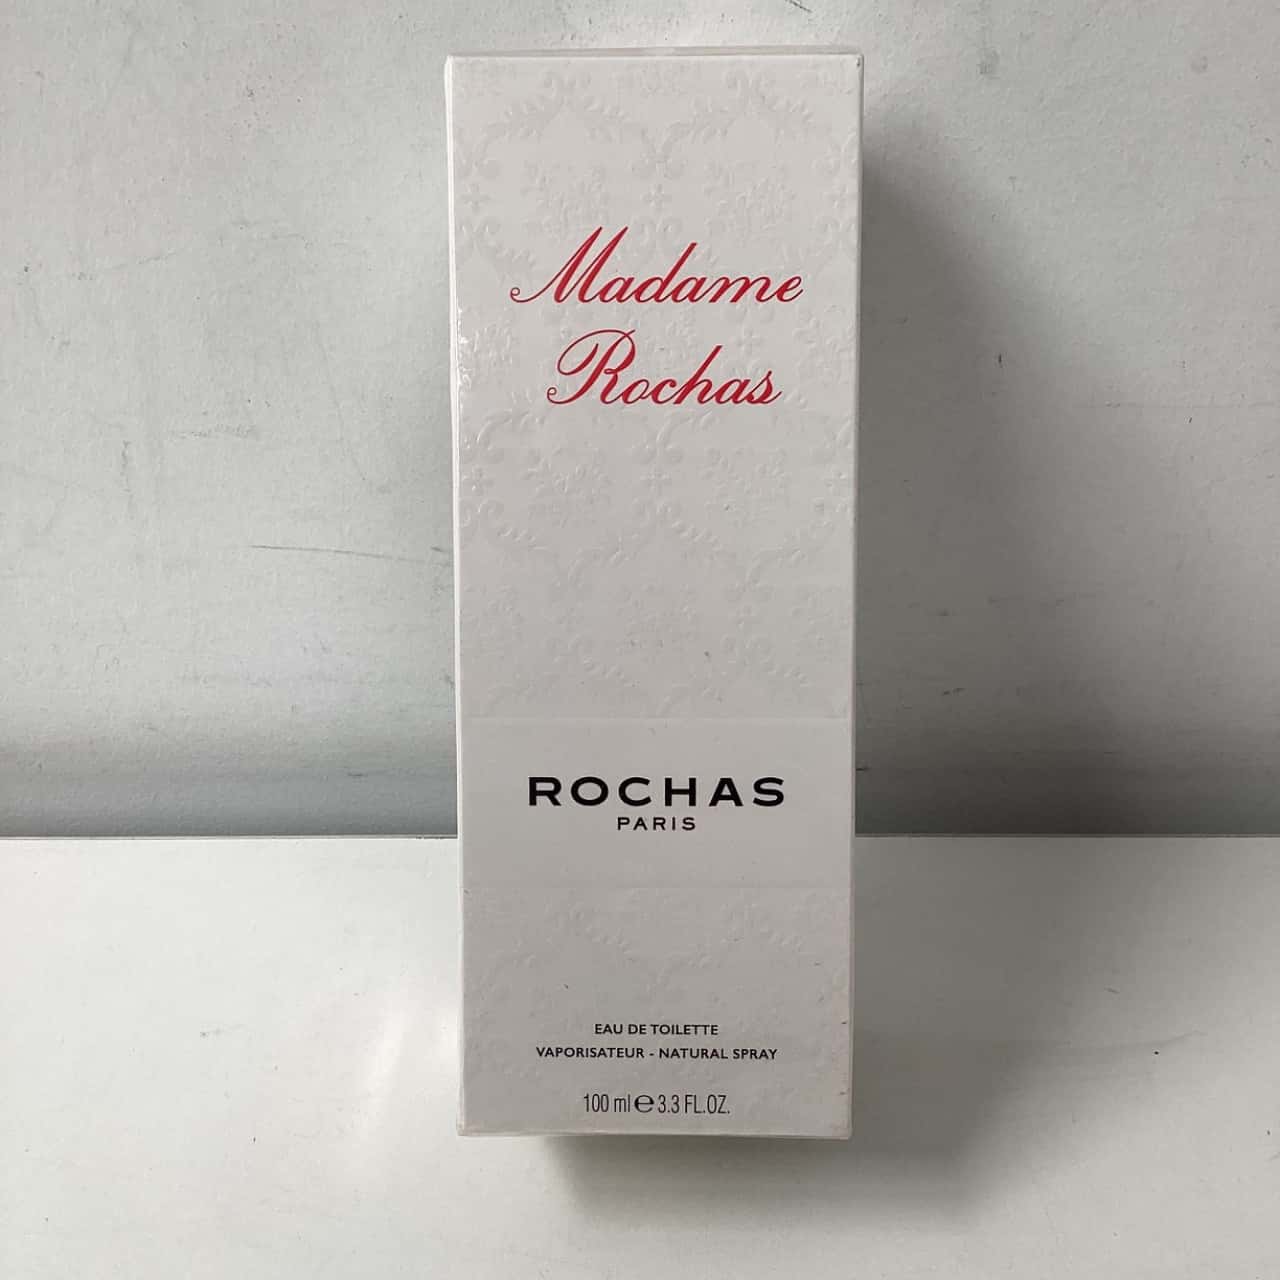 Madame
Rochas
ROCHAS
PARIS
EAU DE TOILETTE
VAPORISATEUR - NATURAL SPRAY
100 ml ℮ 3.3 FL.OZ.